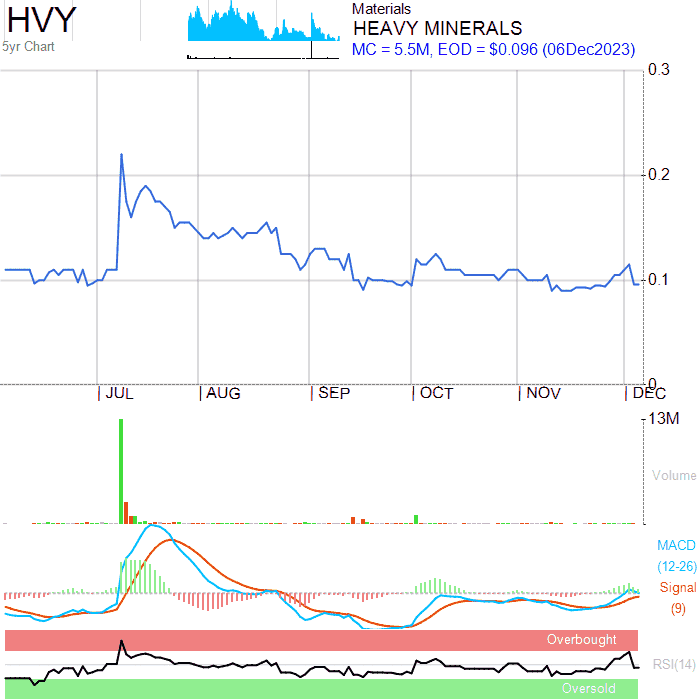 HVY
5yr Chart
Materials
HEAVY MINERALS
MC = 5.5M, EOD = $0.096 (06Dec2023)
0.3
0.2
0.1
0
JUL
AUG
SEP
OCT
NOV
DEC
13M
Volume
MACD
(12-26)
Signal
(9)
Overbought
RSI(14)
Oversold